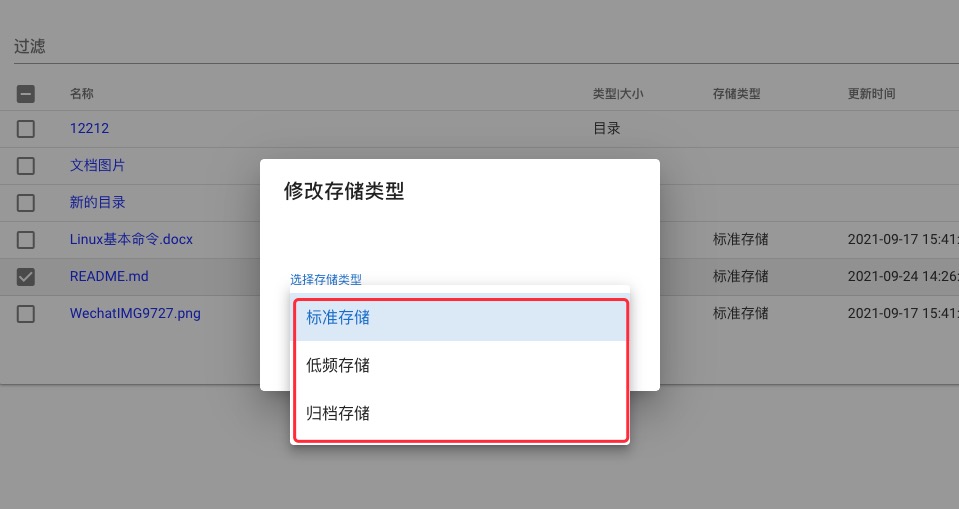 过滤
名称 类型|大小 存储类型 更新时间
12212 目录
文档图片
新的目录
Linux基本命令.docx 标准存储 2021-09-17 15:41:
README.md 标准存储 2021-09-24 14:26:
WechatIMG9727.png 标准存储 2021-09-17 15:41:
修改存储类型
选择存储类型
标准存储
低频存储
归档存储